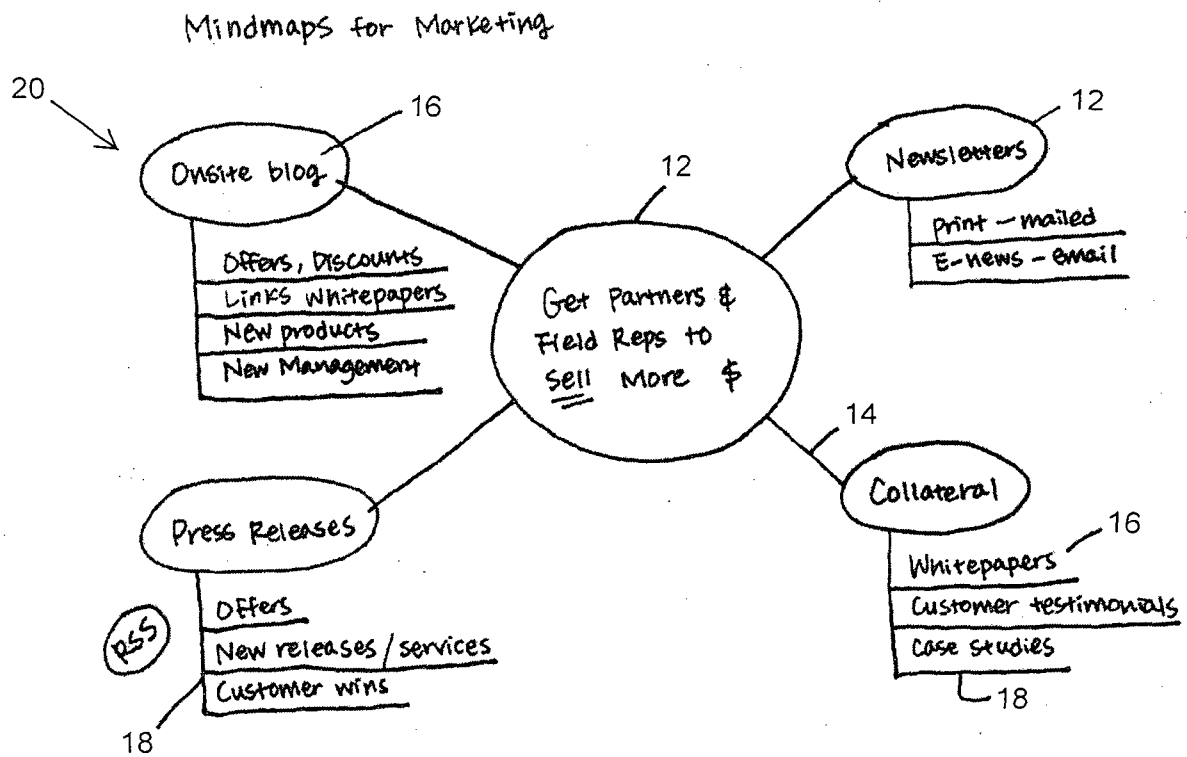 Mindmaps for Marketing
20
16
Onsite blog
Offers, Discounts
Links whitepapers
New products
New Management
12
Get Partners &
Field Reps to
Sell More $
12
Newsletters
Print - mailed
E-news - email
14
Collateral
16
Whitepapers
Customer testimonials
Case studies
18
Press Releases
RSS
Offers
New releases / services
Customer wins
18